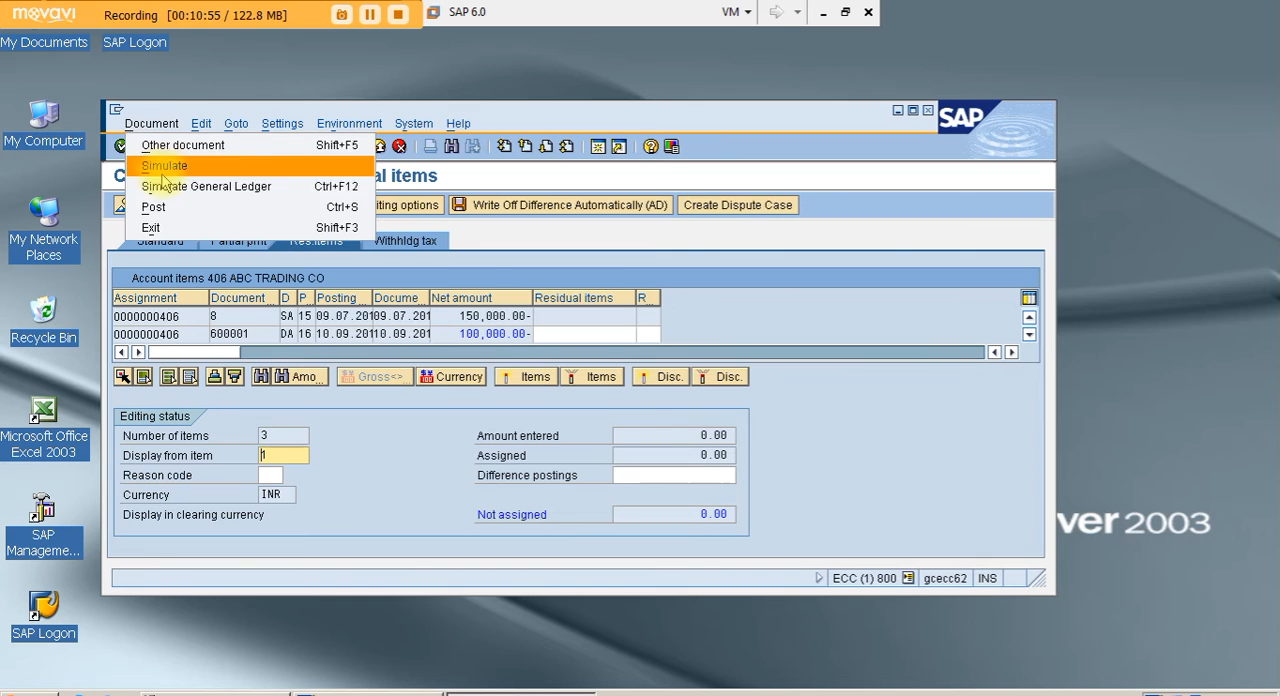 movavi
Recording (00:10:55 / 122.8 MB)
SAP 6.0
VM
My Documents
SAP Logon
My Computer
My Network Places
Recycle Bin
Microsoft Office Excel 2003
SAP Manageme...
SAP Logon
Document Edit Goto Settings Environment System Help
SAP
Other document Shift+F5
Simulate
Simulate General Ledger Ctrl+F12
Post Ctrl+S
Exit Shift+F3
C
al items
iting options
Write Off Difference Automatically (AD)
Create Dispute Case
Standard Partial pmt Res.items Withhldg tax
Account items 406 ABC TRADING CO
Assignment Document D P Posting Docume Net amount Residual items R
0000000406 8 SA 15 09.07.201 09.07.201 150,000.00-
0000000406 600001 DA 16 10.09.201 10.09.201 100,000.00-
Amo... Gross<> Currency Items Items Disc. Disc.
Editing status
Number of items 3
Display from item 1
Reason code
Currency INR
Display in clearing currency
Amount entered 0.00
Assigned 0.00
Difference postings
Not assigned 0.00
ECC (1) 800 gcecc62 INS
ver 2003